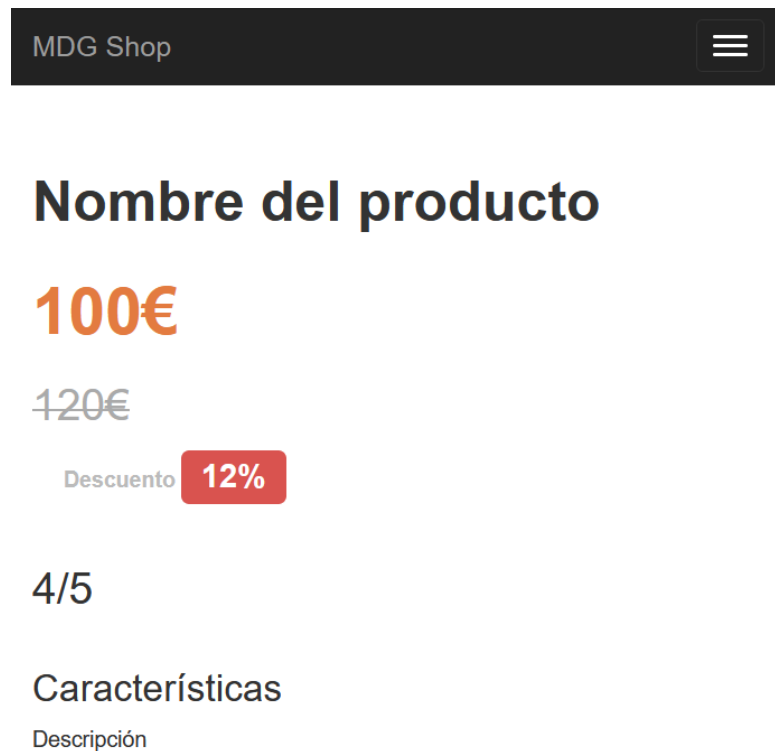 MDG Shop
Nombre del producto
100€
120€
Descuento 12%
4/5
Características
Descripción